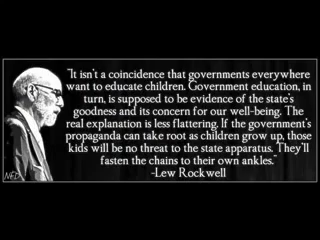 "It isn't a coincidence that governments everywhere
want to educate children. Government education, in
turn, is supposed to be evidence of the state's
goodness and its concern for our well-being. The
real explanation is less flattering. If the government's
propaganda can take root as children grow up, those
kids will be no threat to the state apparatus. They'll
fasten the chains to their own ankles."
-Lew Rockwell
NED